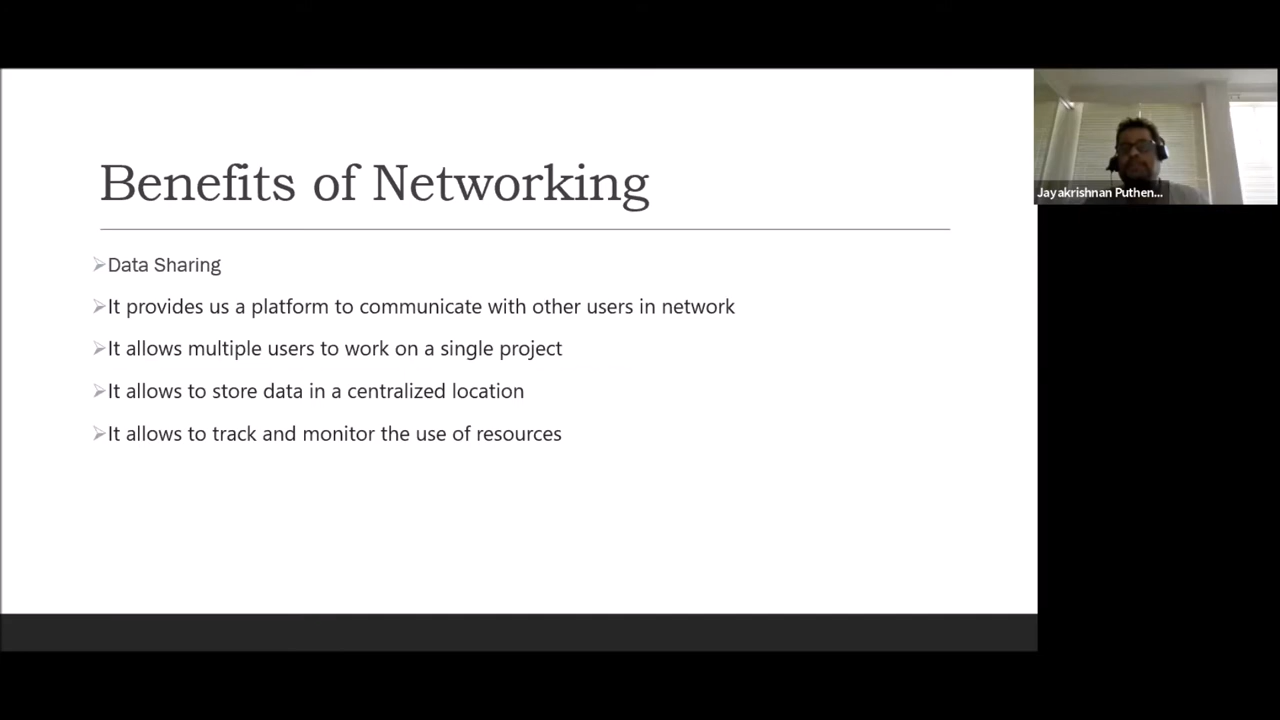 Benefits of Networking
Data Sharing
It provides us a platform to communicate with other users in network
It allows multiple users to work on a single project
It allows to store data in a centralized location
It allows to track and monitor the use of resources
Jayakrishnan Puthen...